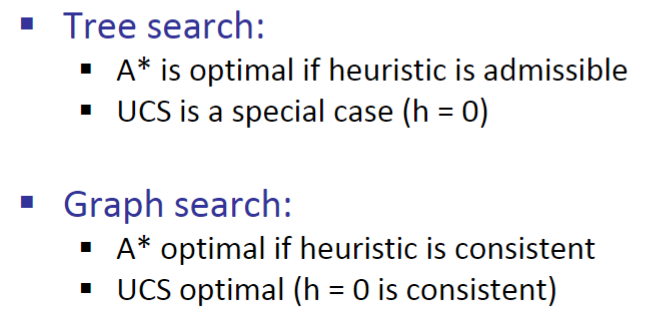 Tree search:
A* is optimal if heuristic is admissible
UCS is a special case (h = 0)
Graph search:
A* optimal if heuristic is consistent
UCS optimal (h = 0 is consistent)